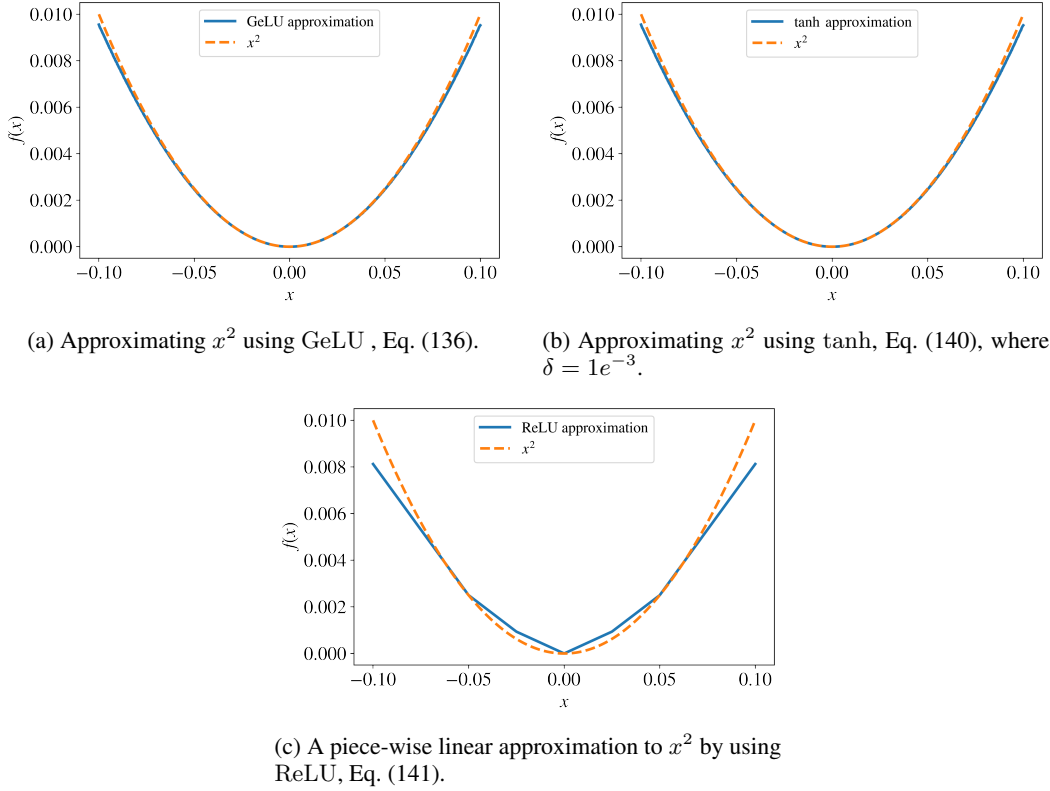 GeLU approximation
x²
0.010
0.008
0.006
0.004
0.002
0.000
f(x)
−0.10 −0.05 0.00 0.05 0.10
x
(a) Approximating x² using GeLU , Eq. (136).
tanh approximation
x²
0.010
0.008
0.006
0.004
0.002
0.000
f(x)
−0.10 −0.05 0.00 0.05 0.10
x
(b) Approximating x² using tanh, Eq. (140), where
δ = 1e⁻³.
ReLU approximation
x²
0.010
0.008
0.006
0.004
0.002
0.000
f(x)
−0.10 −0.05 0.00 0.05 0.10
x
(c) A piece-wise linear approximation to x² by using
ReLU, Eq. (141).